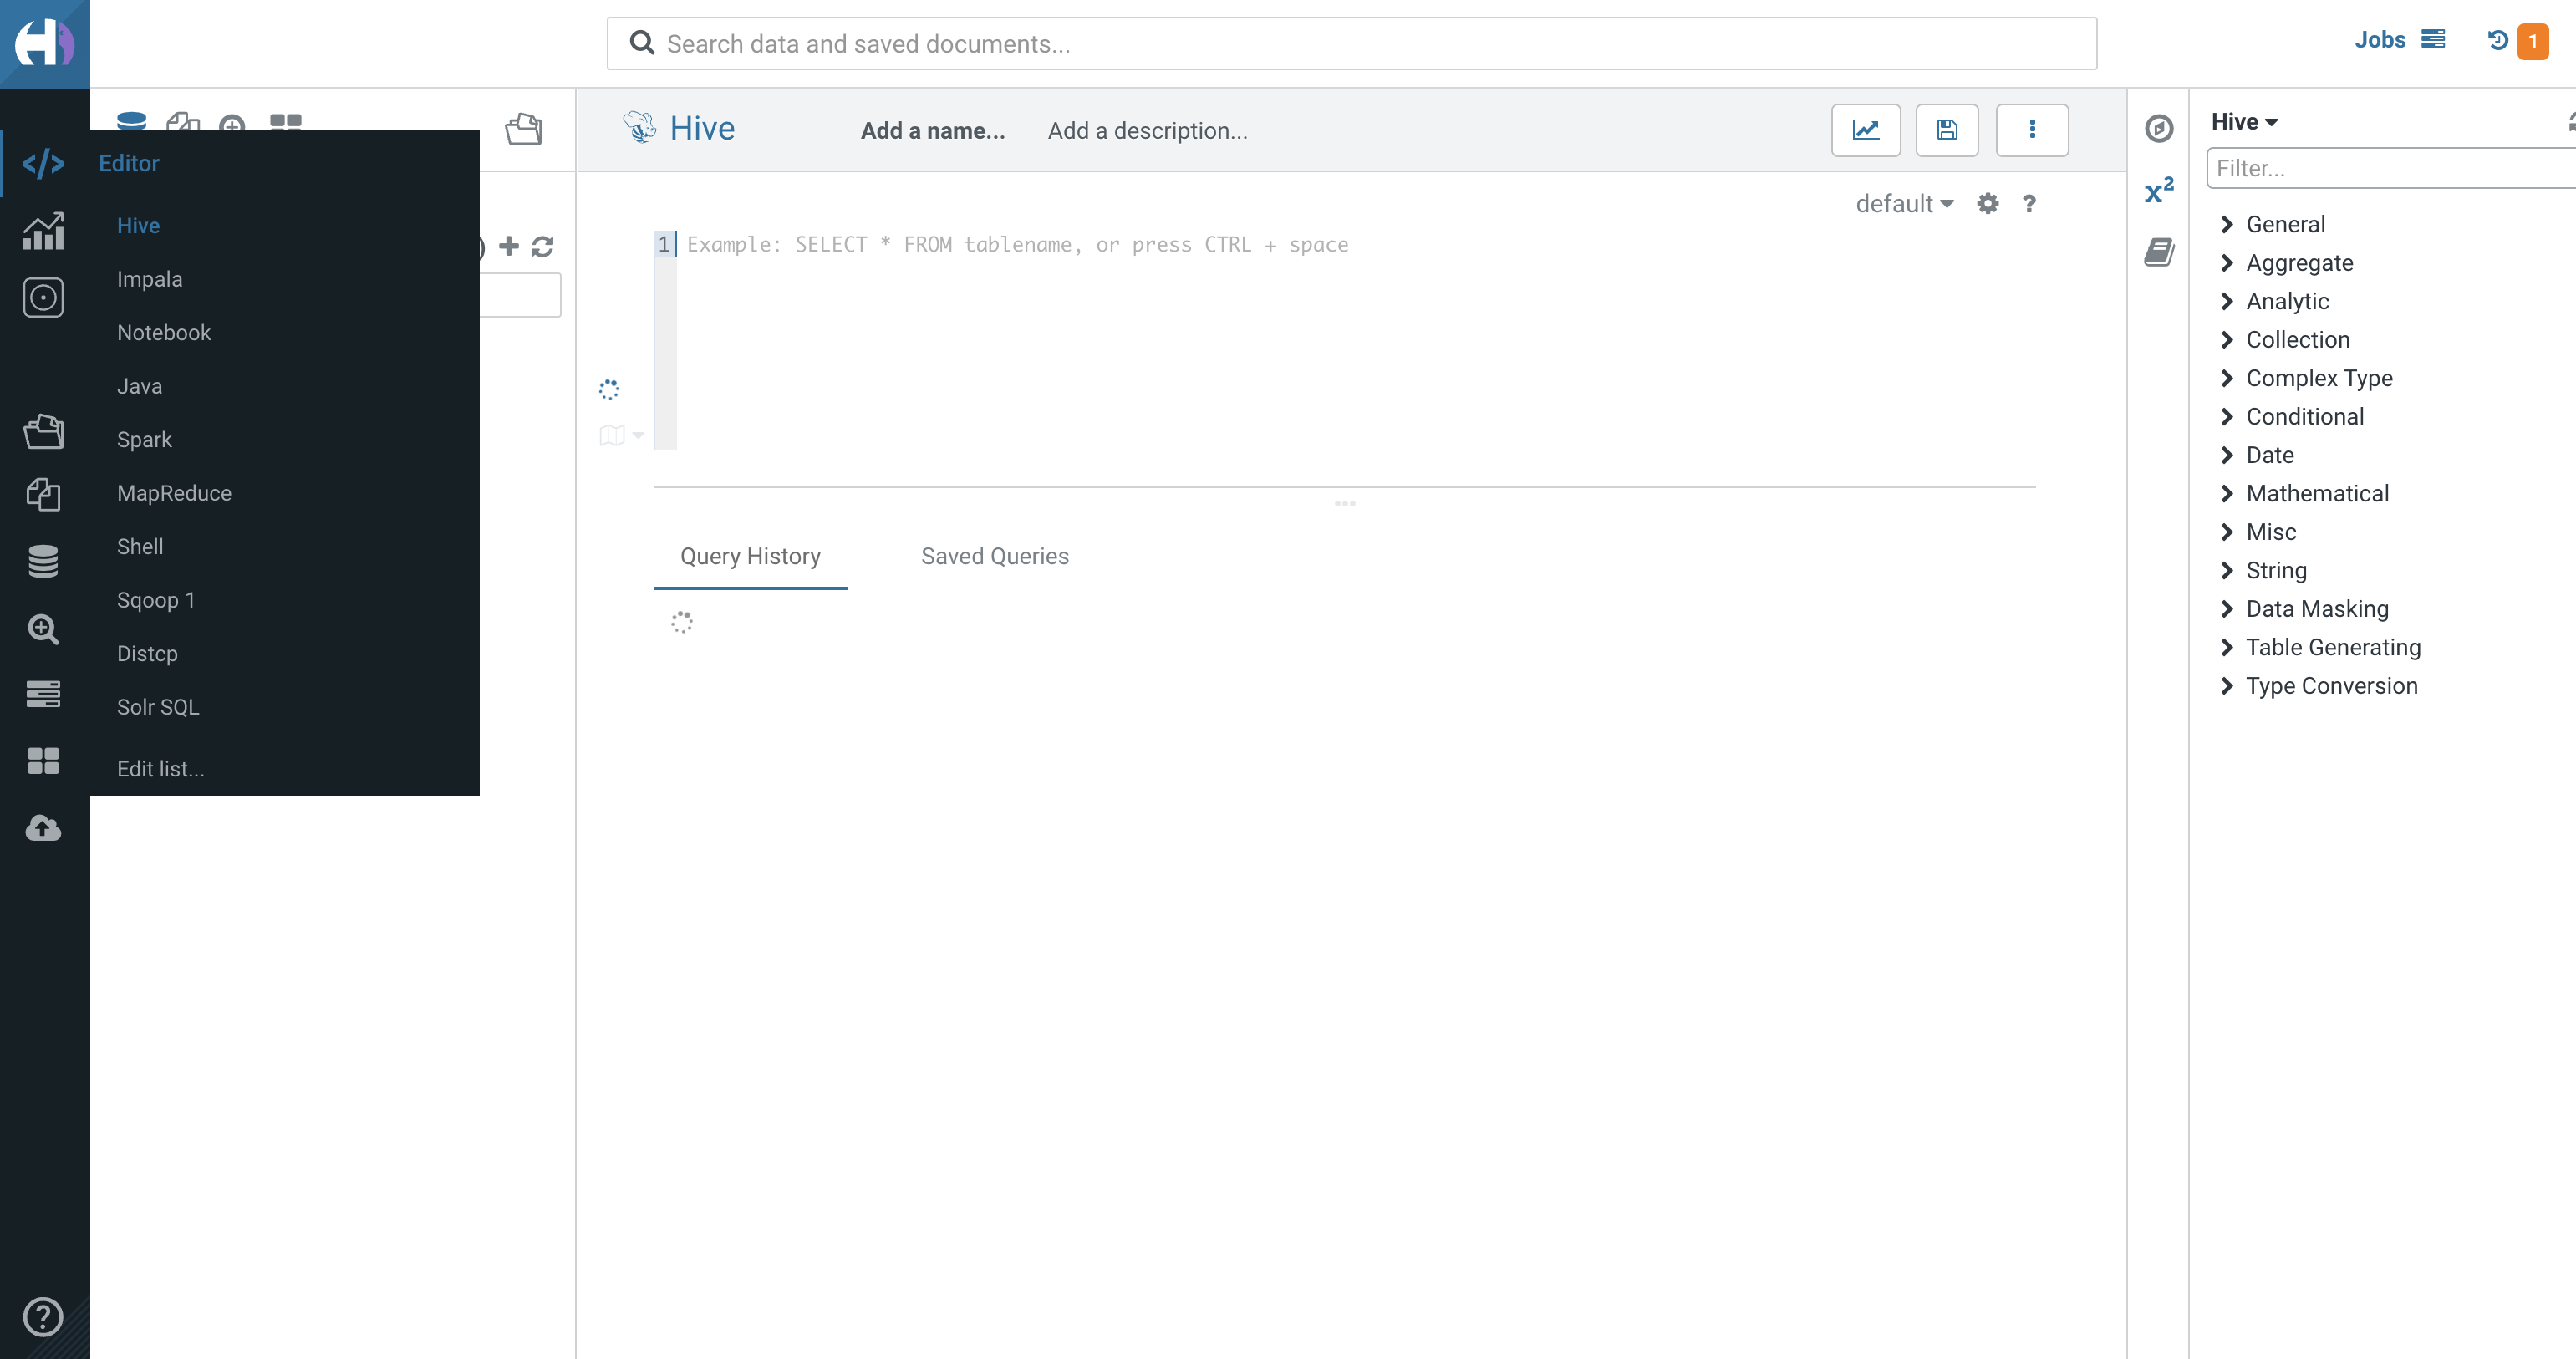 Search data and saved documents...
Jobs
1
Editor
Hive
Impala
Notebook
Java
Spark
MapReduce
Shell
Sqoop 1
Distcp
Solr SQL
Edit list...
Hive
Add a name...
Add a description...
default
?
1
Example: SELECT * FROM tablename, or press CTRL + space
Query History
Saved Queries
x²
Hive
Filter...
General
Aggregate
Analytic
Collection
Complex Type
Conditional
Date
Mathematical
Misc
String
Data Masking
Table Generating
Type Conversion
?